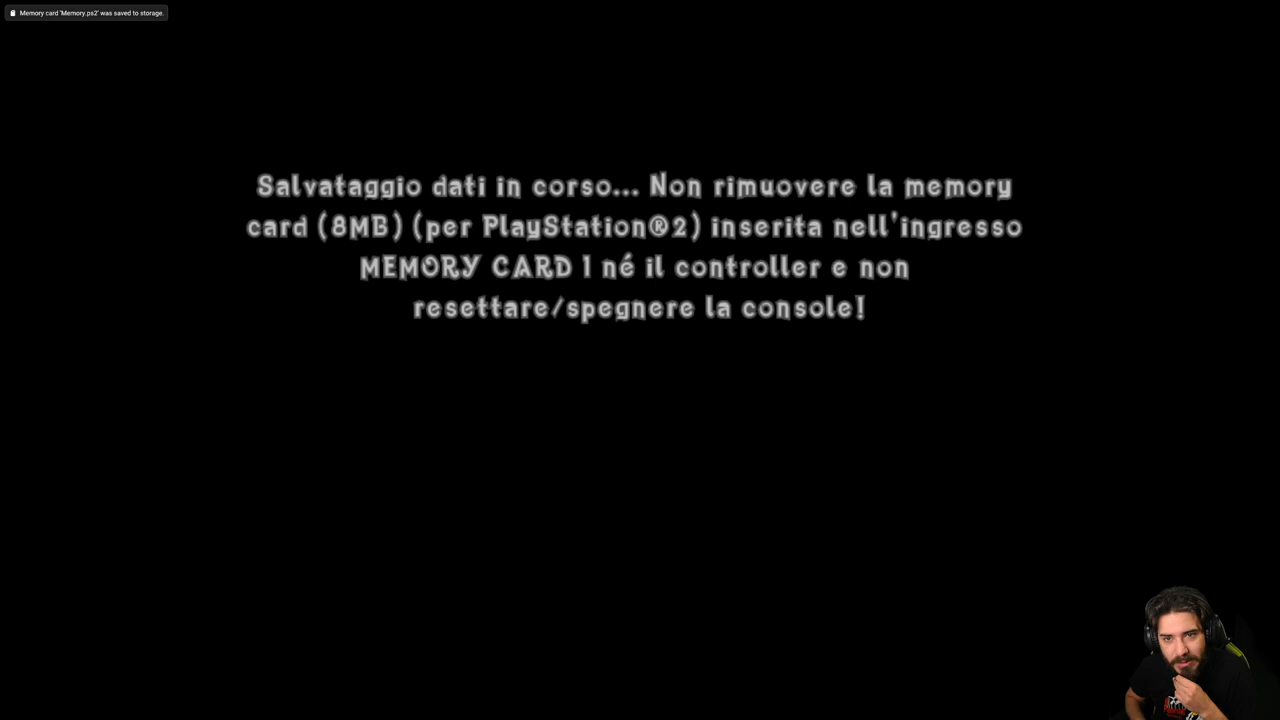 Memory card 'Memory.ps2' was saved to storage.
Salvataggio dati in corso... Non rimuovere la memory
card (8MB) (per PlayStation®2) inserita nell'ingresso
MEMORY CARD 1 né il controller e non
resettare/spegnere la console!